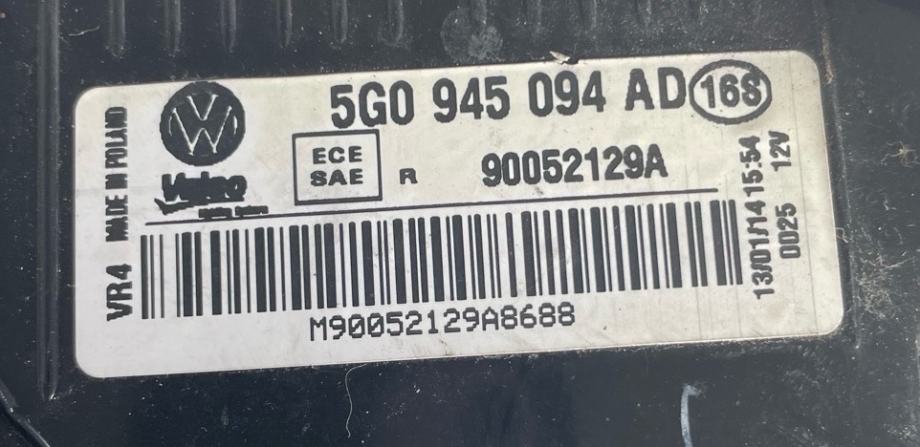 5G0 945 094 AD 16S
Valeo
ECE
SAE
R 90052129A
MADE IN POLAND
VR4
13/01/14 15:54
0025 12V
M90052129A8688